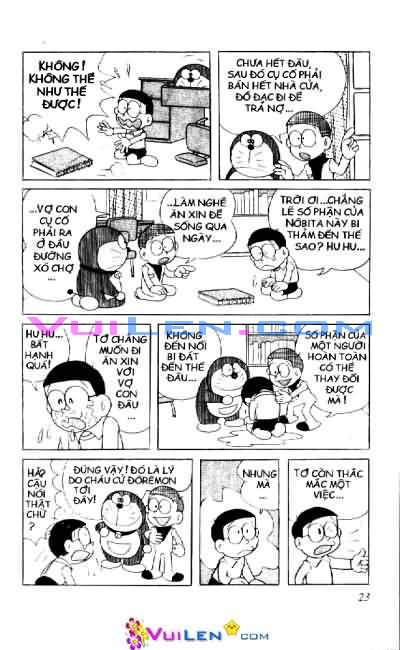 KHÔNG!
KHÔNG THỂ
NHƯ THẾ
ĐƯỢC!
CHƯA HẾT ĐÂU,
SAU ĐÓ CỤ CỐ PHẢI
BÁN HẾT NHÀ CỬA,
ĐỒ ĐẠC ĐI ĐỂ
TRẢ NỢ...
...VỢ CON
CỤ CỐ
PHẢI RA
Ở ĐẦU
ĐƯỜNG
XÓ CHỢ
...
...LÀM NGHỀ
ĂN XIN ĐỂ
SỐNG QUA
NGÀY...
TRỜI ƠI...CHẲNG
LẼ SỐ PHẬN CỦA
NÔBITA NÀY BI
THẢM ĐẾN THẾ
SAO? HU HU...
HU HU...
BẤT
HẠNH
QUÁ!
TỚ CHẲNG
MUỐN ĐI
ĂN XIN
VỚI
VỢ
CON
ĐÂU
...
KHÔNG
ĐẾN NỖI
BI ĐÁT
ĐẾN THẾ
ĐÂU...
SỐ PHẬN
CỦA MỘT NGƯỜI
HOÀN TOÀN
CÓ THỂ
THAY ĐỔI
ĐƯỢC
MÀ!
VUILEN.COM
HẢ?
CẬU
NÓI
THẬT
CHỨ
?
ĐÚNG VẬY! ĐÓ LÀ LÝ
DO CHÁU CỬ ĐÔRÊMON
TỚI
ĐÂY!
NHƯNG
MÀ
...
TỚ CÒN THẮC
MẮC MỘT
VIỆC...
23
VUILEN.COM